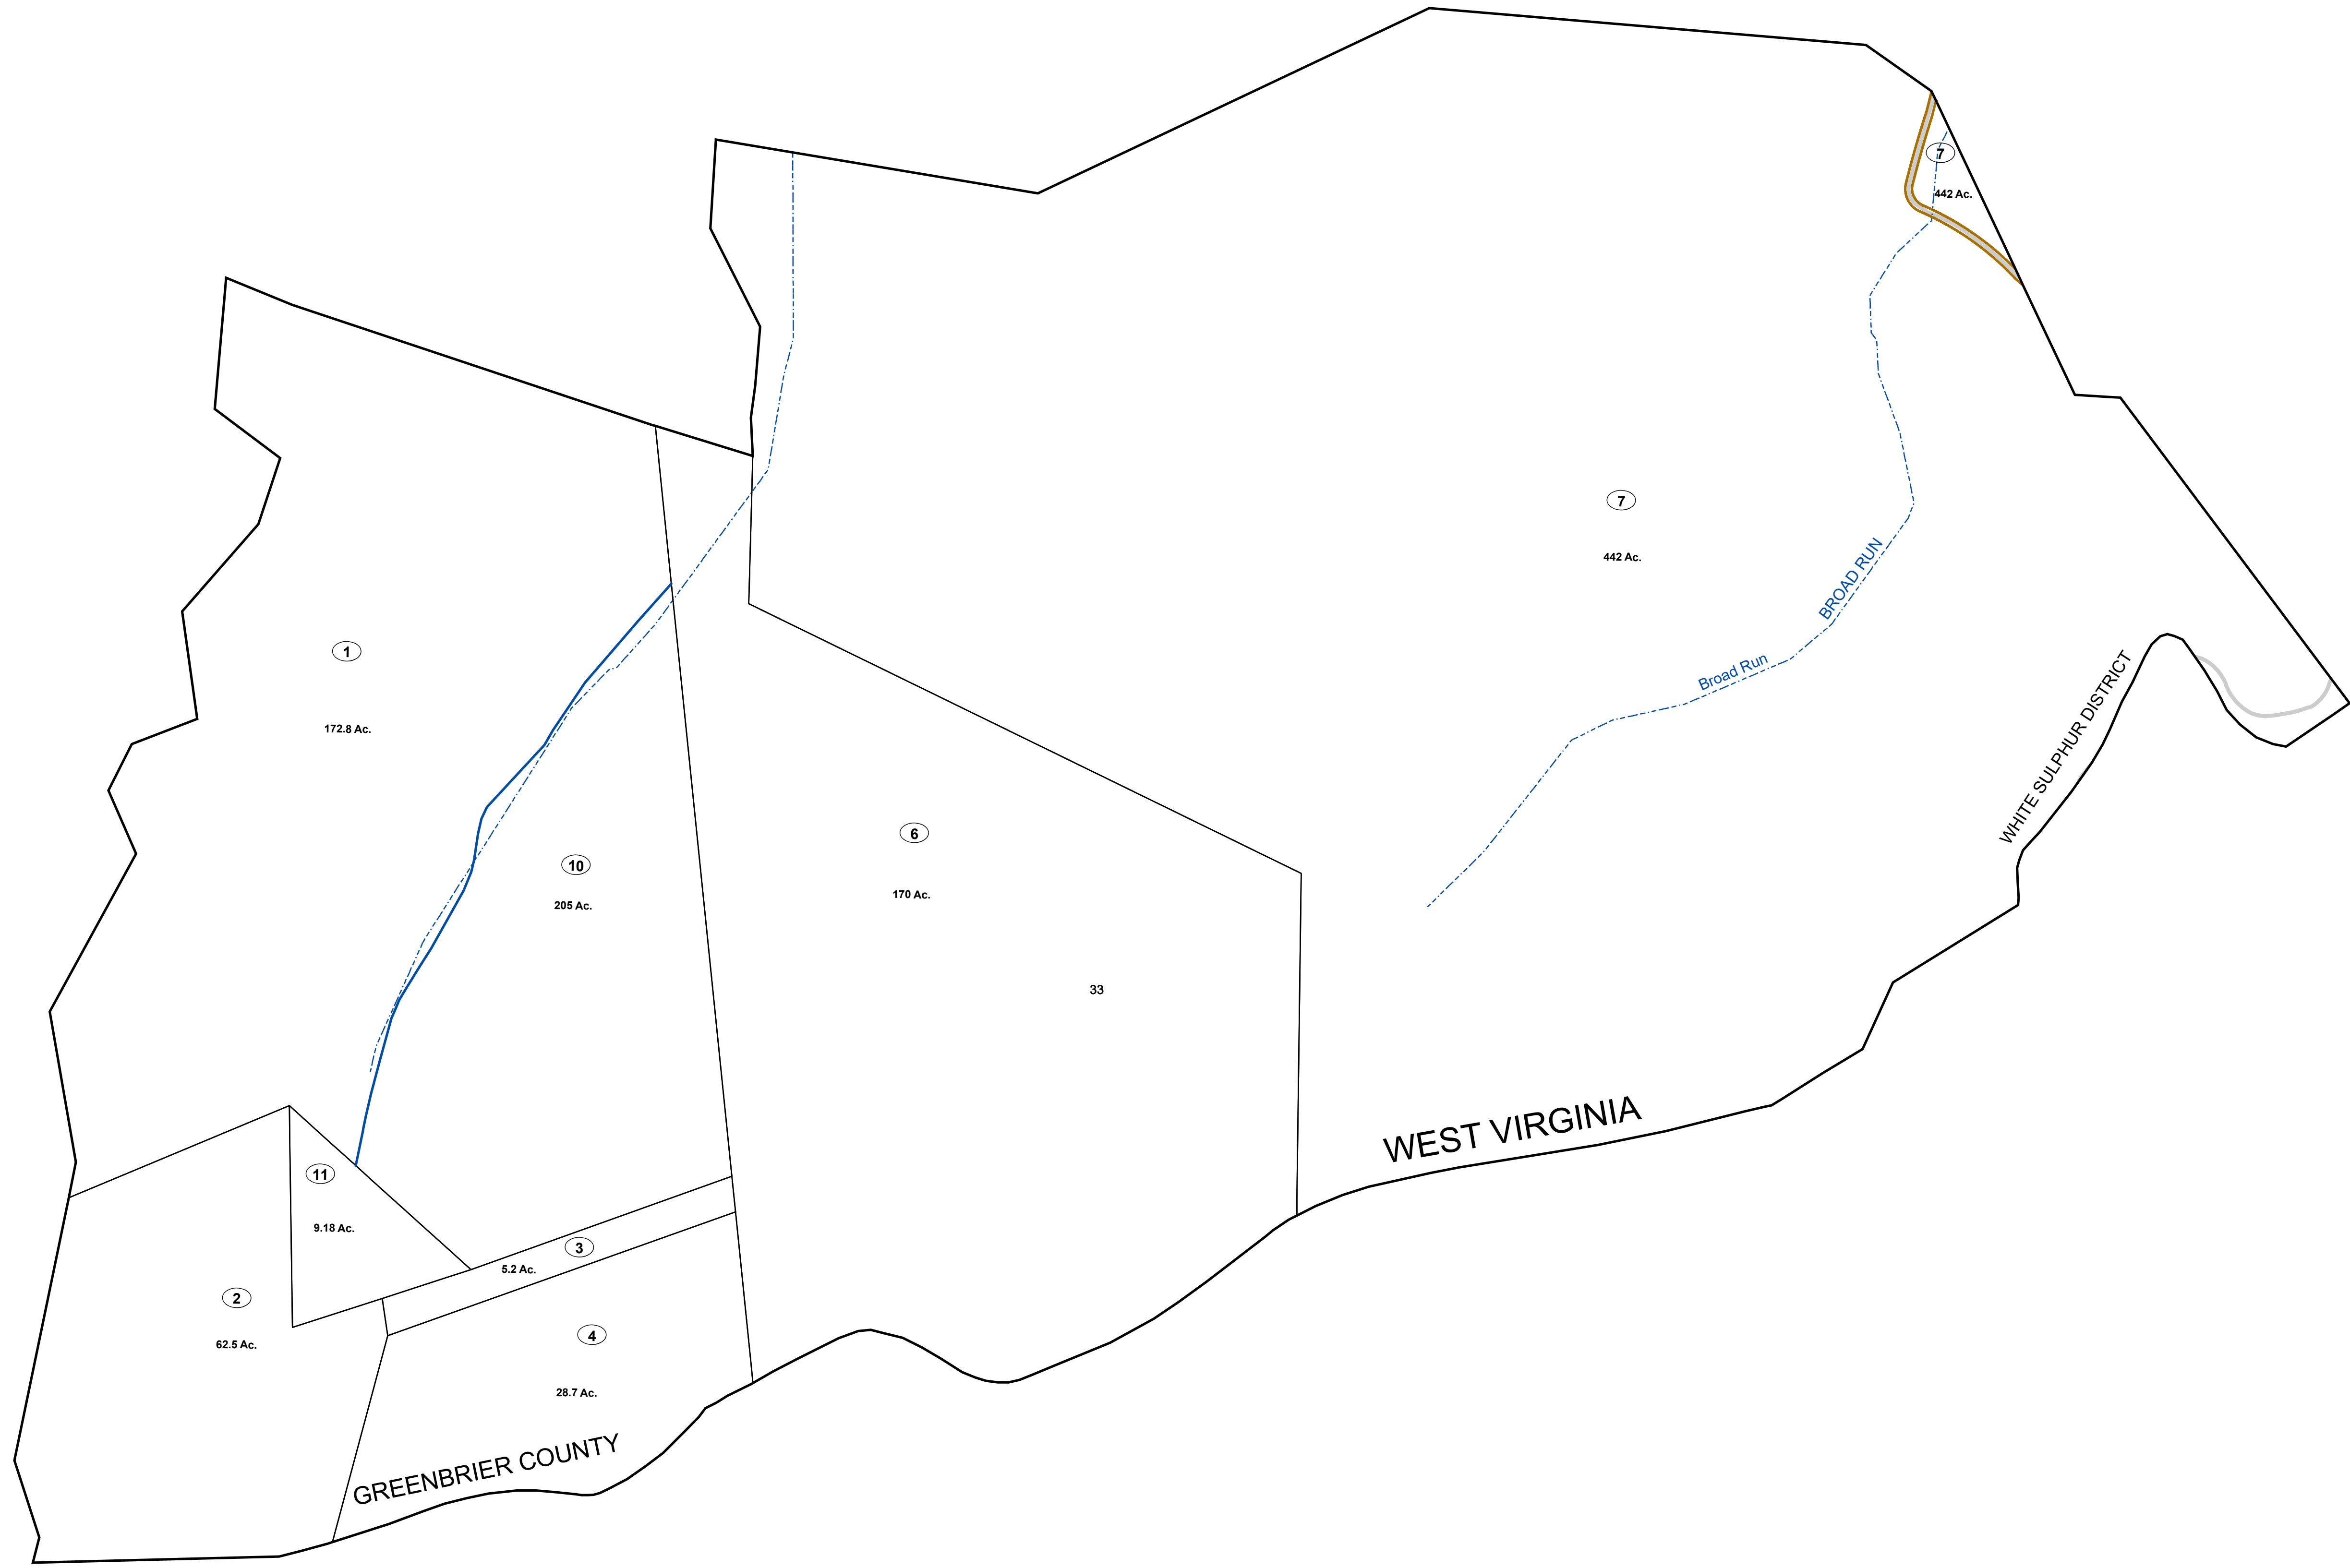 7
442 Ac.
7
442 Ac.
BROAD RUN
Broad Run
WHITE SULPHUR DISTRICT
1
172.8 Ac.
6
170 Ac.
10
205 Ac.
33
WEST VIRGINIA
11
9.18 Ac.
3
5.2 Ac.
2
62.5 Ac.
4
28.7 Ac.
GREENBRIER COUNTY